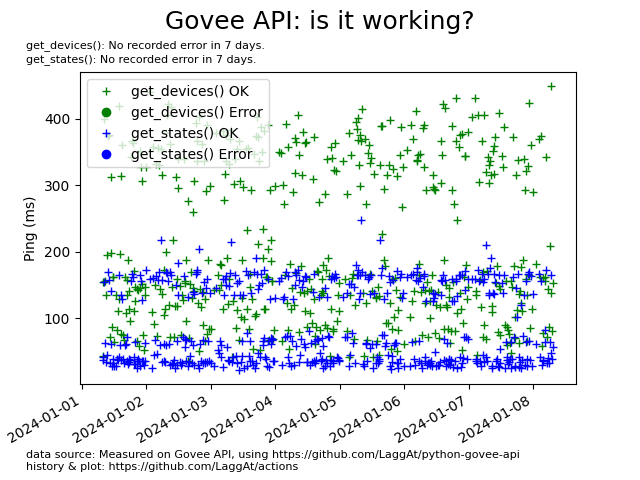 Govee API: is it working?
get_devices(): No recorded error in 7 days.
get_states(): No recorded error in 7 days.
get_devices() OK
get_devices() Error
get_states() OK
get_states() Error
Ping (ms)
400
300
200
100
2024-01-01
2024-01-02
2024-01-03
2024-01-04
2024-01-05
2024-01-06
2024-01-07
2024-01-08
data source: Measured on Govee API, using https://github.com/LaggAt/python-govee-api
history & plot: https://github.com/LaggAt/actions